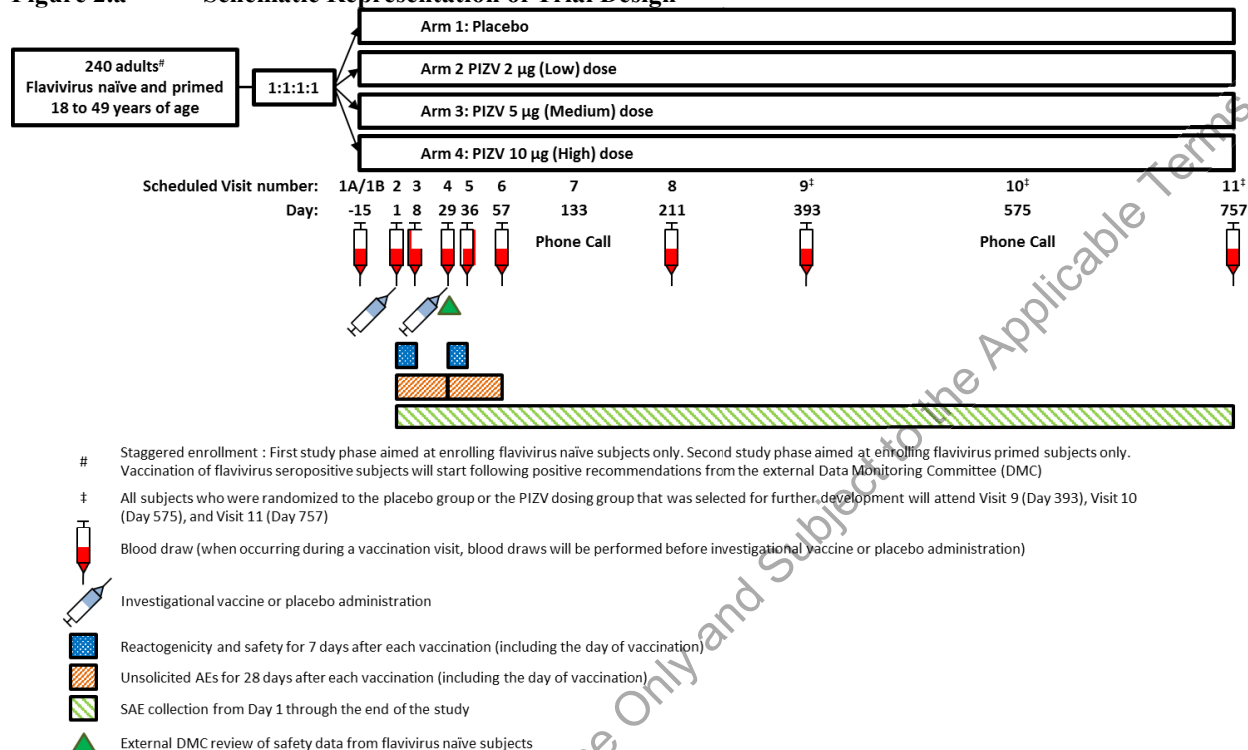 Figure 2.a Schematic Representation of Trial Design
240 adults#
Flavivirus naïve and primed
18 to 49 years of age
1:1:1:1
Arm 1: Placebo
Arm 2 PIZV 2 µg (Low) dose
Arm 3: PIZV 5 µg (Medium) dose
Arm 4: PIZV 10 µg (High) dose
Scheduled Visit number: 1A/1B 2 3 4 5 6 7 8 9‡ 10‡ 11‡
Day: -15 1 8 29 36 57 133 211 393 575 757
Phone Call Phone Call
# Staggered enrollment : First study phase aimed at enrolling flavivirus naïve subjects only. Second study phase aimed at enrolling flavivirus primed subjects only.
Vaccination of flavivirus seropositive subjects will start following positive recommendations from the external Data Monitoring Committee (DMC)
‡ All subjects who were randomized to the placebo group or the PIZV dosing group that was selected for further development will attend Visit 9 (Day 393), Visit 10
(Day 575), and Visit 11 (Day 757)
Blood draw (when occurring during a vaccination visit, blood draws will be performed before investigational vaccine or placebo administration)
Investigational vaccine or placebo administration
Reactogenicity and safety for 7 days after each vaccination (including the day of vaccination)
Unsolicited AEs for 28 days after each vaccination (including the day of vaccination)
SAE collection from Day 1 through the end of the study
External DMC review of safety data from flavivirus naïve subjects
Only and Subject to the Applicable Terms